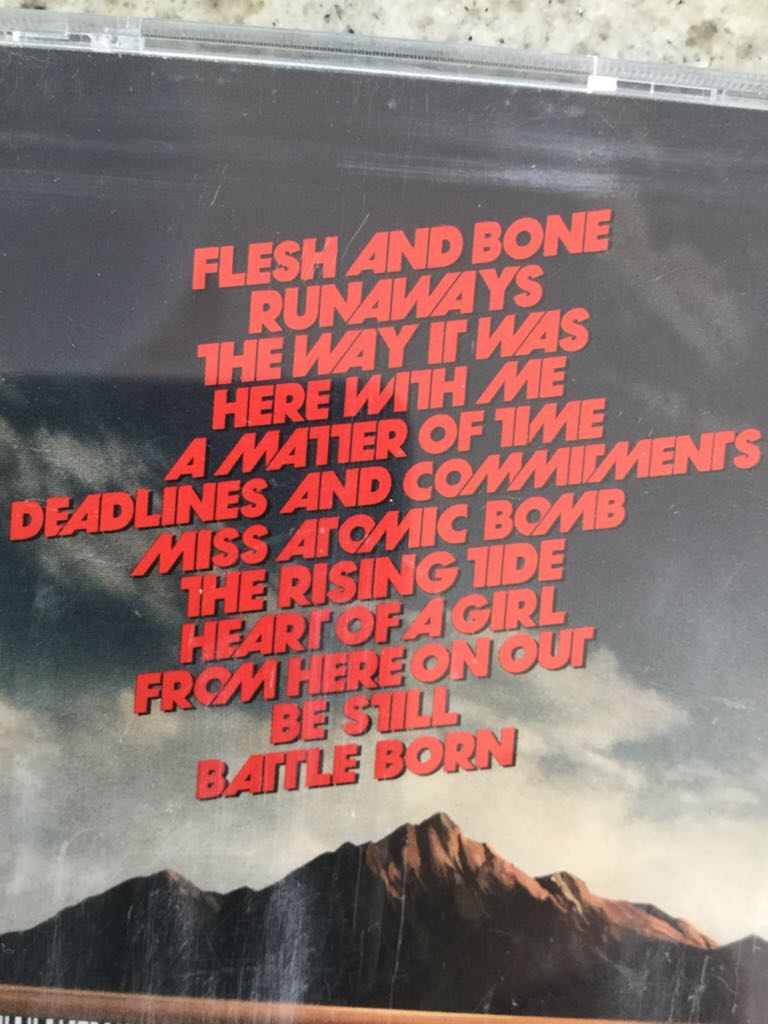 FLESH AND BONE
RUNAWAYS
THE WAY IT WAS
HERE WITH ME
A MATTER OF TIME
DEADLINES AND COMMITMENTS
MISS ATOMIC BOMB
THE RISING TIDE
HEART OF A GIRL
FROM HERE ON OUT
BE STILL
BATTLE BORN